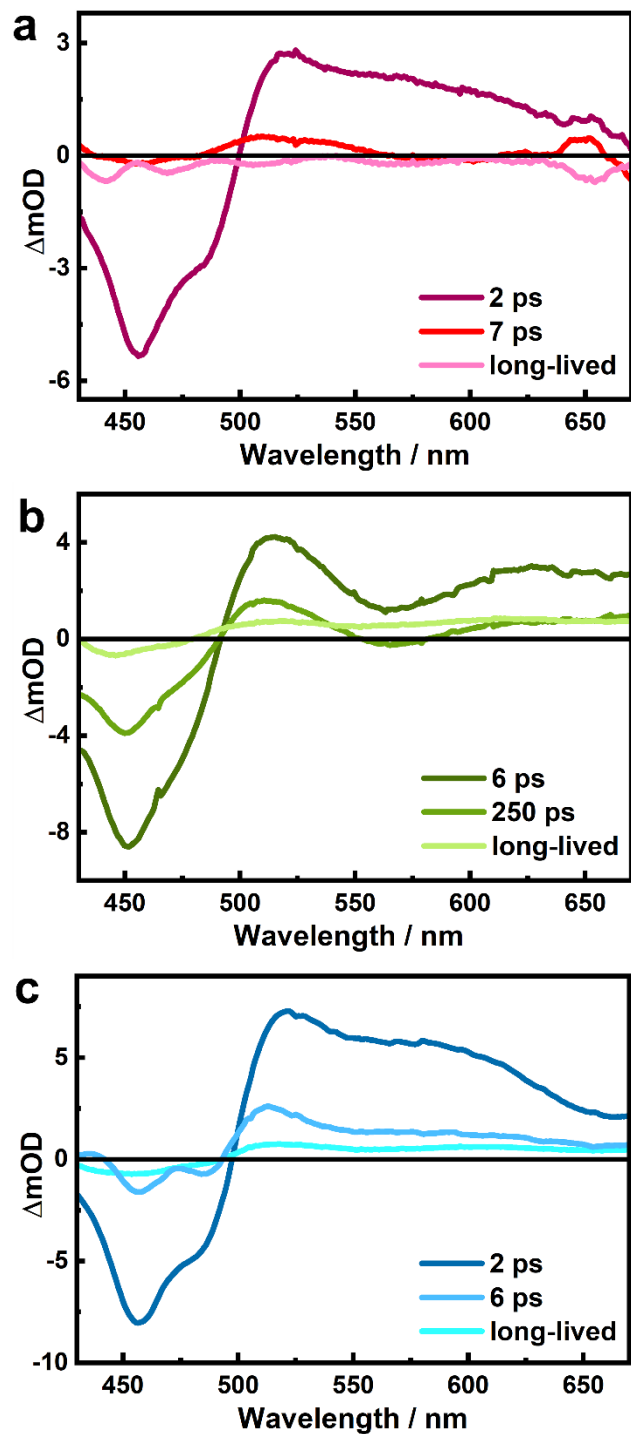 a
3
0
-3
-6
ΔmOD
2 ps
7 ps
long-lived
450 500 550 600 650
Wavelength / nm
b
4
0
-4
-8
ΔmOD
6 ps
250 ps
long-lived
450 500 550 600 650
Wavelength / nm
c
5
0
-5
-10
ΔmOD
2 ps
6 ps
long-lived
450 500 550 600 650
Wavelength / nm